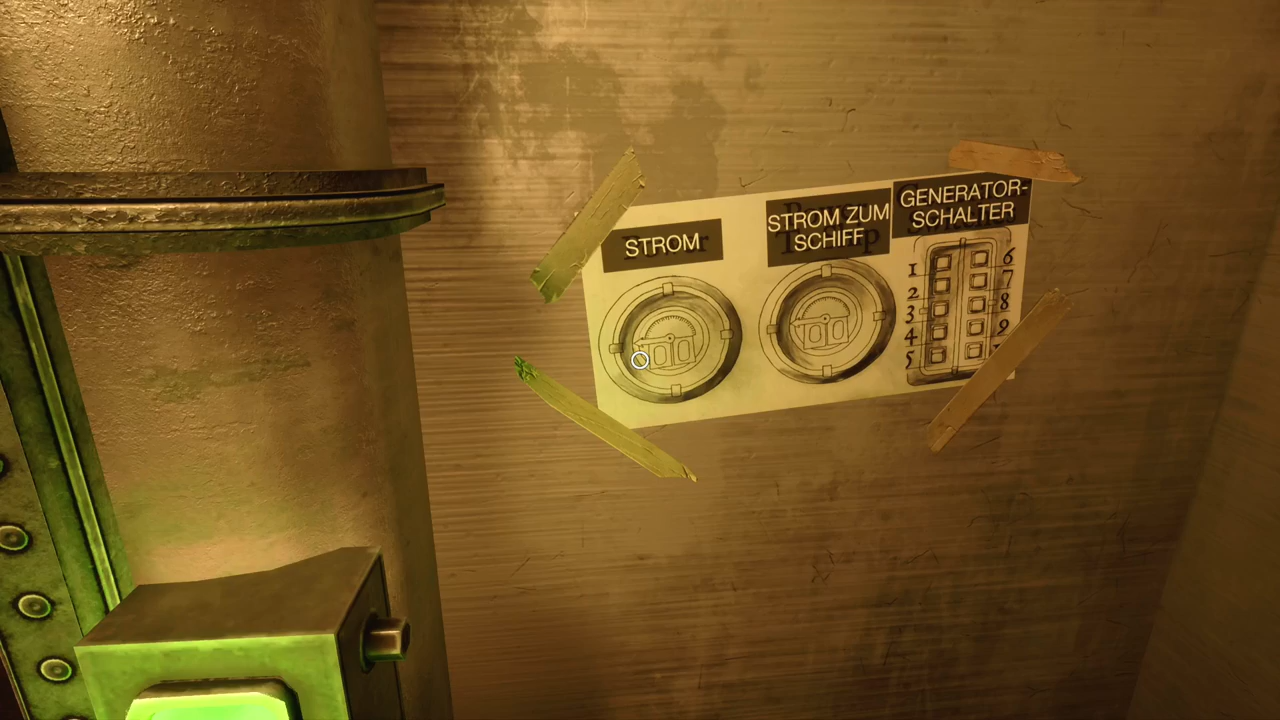 STROM
STROM ZUM
SCHIFF
GENERATOR-
SCHALTER
1 6
2 7
3 8
4 9
5